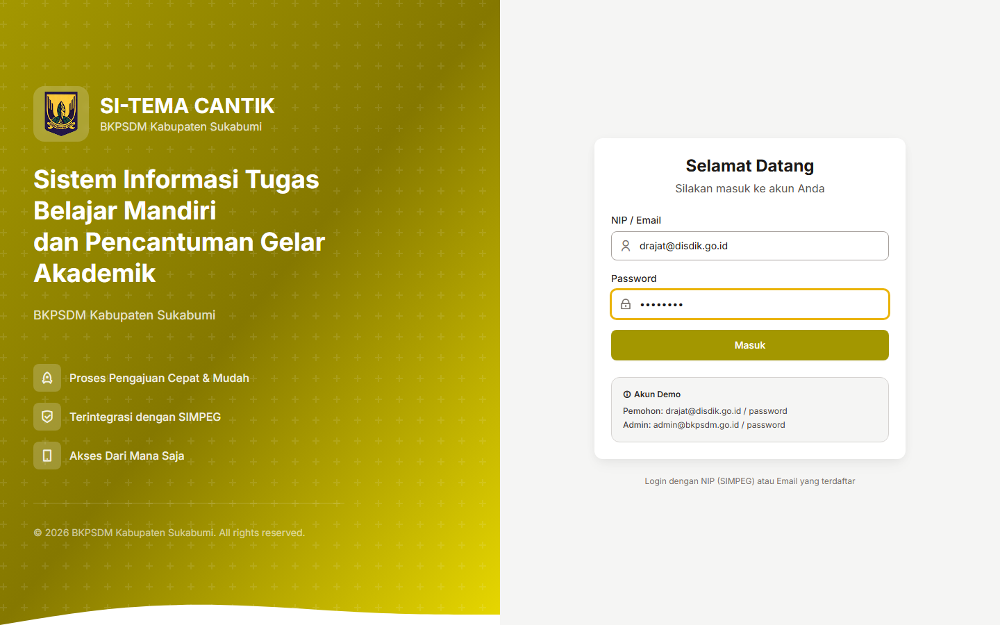 SI-TEMA CANTIK
BKPSDM Kabupaten Sukabumi
Sistem Informasi Tugas
Belajar Mandiri
dan Pencantuman Gelar
Akademik
BKPSDM Kabupaten Sukabumi
Proses Pengajuan Cepat & Mudah
Terintegrasi dengan SIMPEG
Akses Dari Mana Saja
© 2026 BKPSDM Kabupaten Sukabumi. All rights reserved.
Selamat Datang
Silakan masuk ke akun Anda
NIP / Email
drajat@disdik.go.id
Password
••••••••
Masuk
Akun Demo
Pemohon: drajat@disdik.go.id / password
Admin: admin@bkpsdm.go.id / password
Login dengan NIP (SIMPEG) atau Email yang terdaftar